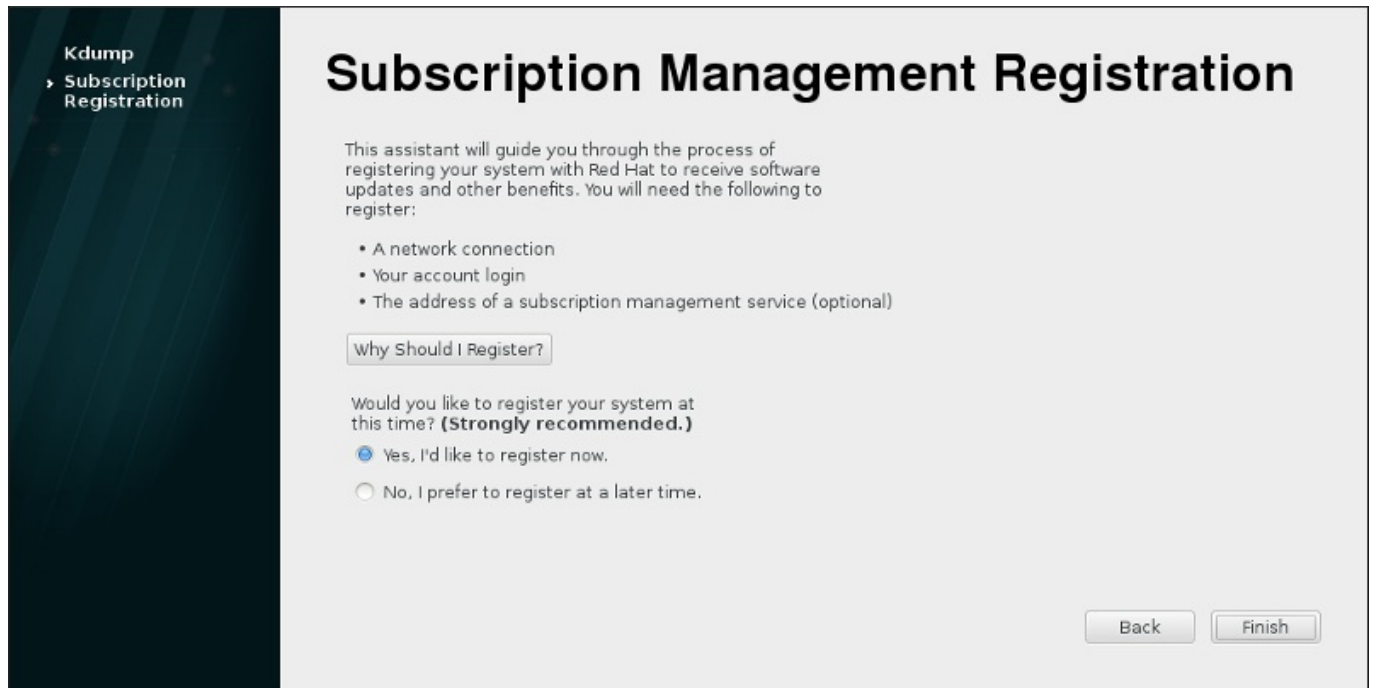 Kdump
Subscription
Registration
Subscription Management Registration
This assistant will guide you through the process of
registering your system with Red Hat to receive software
updates and other benefits. You will need the following to
register:
• A network connection
• Your account login
• The address of a subscription management service (optional)
Why Should I Register?
Would you like to register your system at
this time? (Strongly recommended.)
Yes, I'd like to register now.
No, I prefer to register at a later time.
Back
Finish